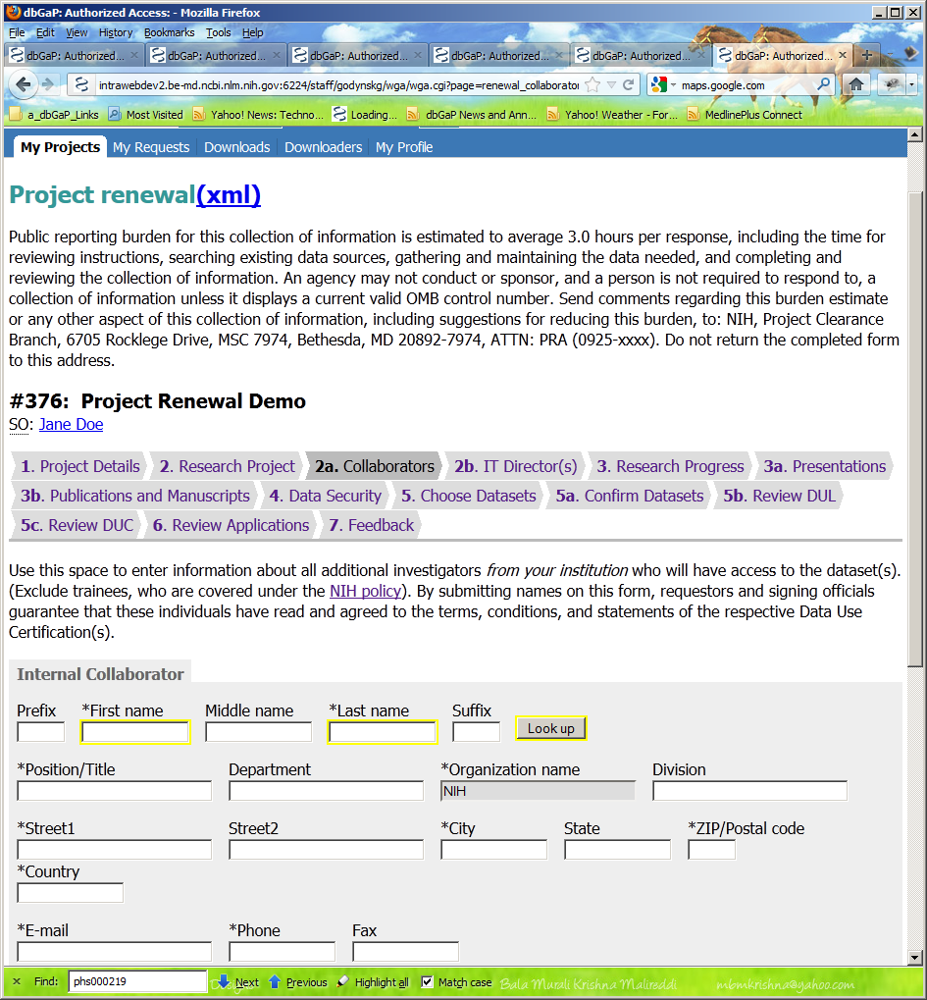 dbGaP: Authorized Access: - Mozilla Firefox
File Edit View History Bookmarks Tools Help
dbGaP: Authorized... dbGaP: Authorized... dbGaP: Authorized... dbGaP: Authorized... dbGaP: Authorized... dbGaP: Authorized...
intrawebdev2.be-md.ncbi.nlm.nih.gov:6224/staff/godynskg/wga/wga.cgi?page=renewal_collaborator maps.google.com
a_dbGaP_Links Most Visited Yahoo! News: Techno... Loading... dbGaP News and Ann... Yahoo! Weather - For... MedlinePlus Connect
My Projects My Requests Downloads Downloaders My Profile
Project renewal(xml)
Public reporting burden for this collection of information is estimated to average 3.0 hours per response, including the time for
reviewing instructions, searching existing data sources, gathering and maintaining the data needed, and completing and
reviewing the collection of information. An agency may not conduct or sponsor, and a person is not required to respond to, a
collection of information unless it displays a current valid OMB control number. Send comments regarding this burden estimate
or any other aspect of this collection of information, including suggestions for reducing this burden, to: NIH, Project Clearance
Branch, 6705 Rocklege Drive, MSC 7974, Bethesda, MD 20892-7974, ATTN: PRA (0925-xxxx). Do not return the completed form
to this address.
#376: Project Renewal Demo
SO: Jane Doe
1. Project Details 2. Research Project 2a. Collaborators 2b. IT Director(s) 3. Research Progress 3a. Presentations
3b. Publications and Manuscripts 4. Data Security 5. Choose Datasets 5a. Confirm Datasets 5b. Review DUL
5c. Review DUC 6. Review Applications 7. Feedback
Use this space to enter information about all additional investigators from your institution who will have access to the dataset(s).
(Exclude trainees, who are covered under the NIH policy). By submitting names on this form, requestors and signing officials
guarantee that these individuals have read and agreed to the terms, conditions, and statements of the respective Data Use
Certification(s).
Internal Collaborator
Prefix *First name Middle name *Last name Suffix
Look up
*Position/Title Department *Organization name Division
NIH
*Street1 Street2 *City State *ZIP/Postal code
*Country
*E-mail *Phone Fax
× Find: phs000219 Next Previous Highlight all Match case Bala Murali Krishna Malireddi mbmkrishna@yahoo.com